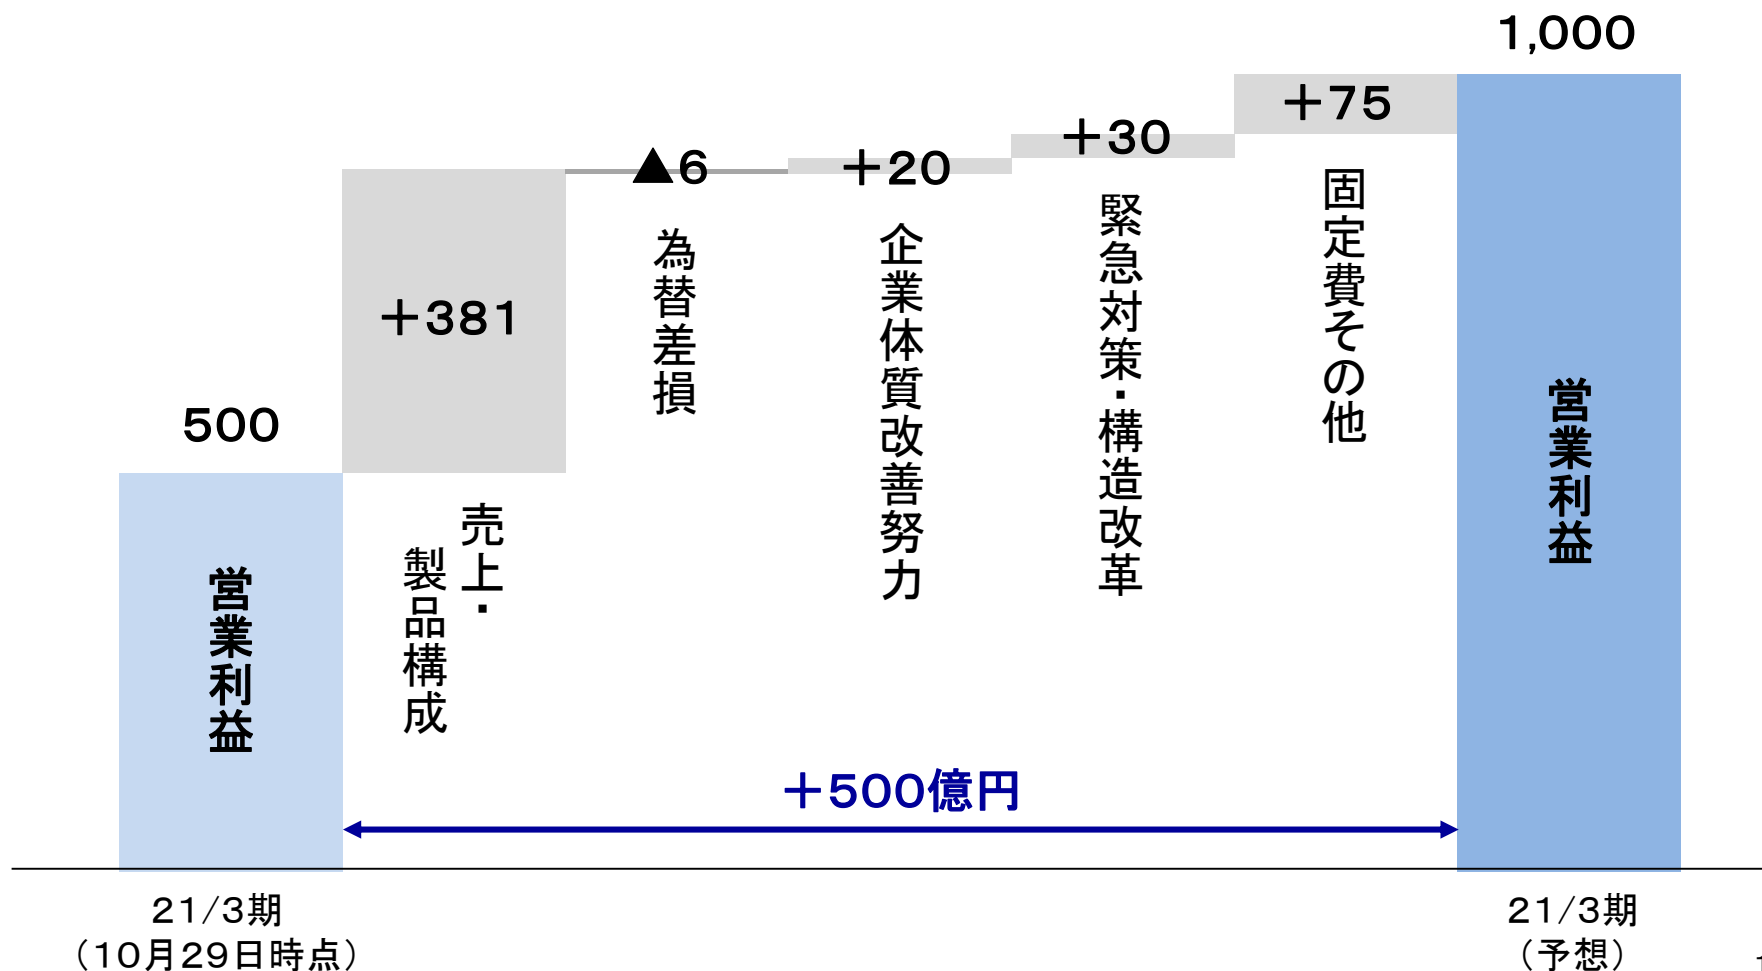 500
営業利益
＋381
売上・
製品構成
▲6
為替差損
＋20
企業体質改善努力
＋30
緊急対策・構造改革
＋75
固定費その他
1,000
営業利益
＋500億円
21/3期
（10月29日時点）
21/3期
（予想）